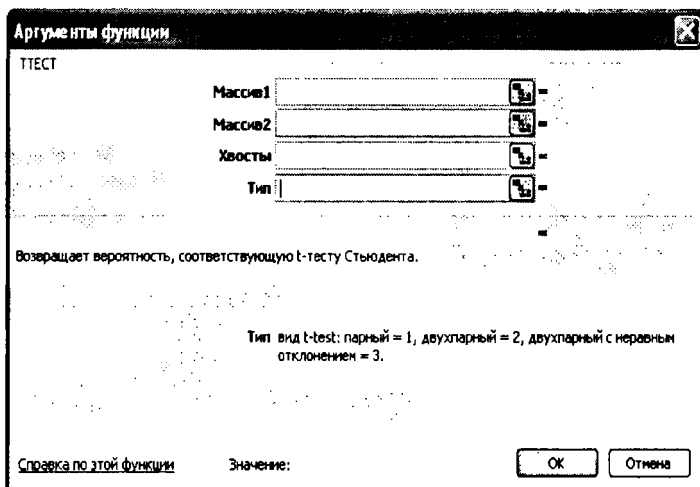 Аргументы функции
ТТЕСТ
Массив1 =
Массив2 =
Хвосты =
Тип =
=
Возвращает вероятность, соответствующую t-тесту Стьюдента.
Тип вид t-test: парный = 1, двухпарный = 2, двухпарный с неравным
отклонением = 3.
Справка по этой функции Значение: ОК Отмена